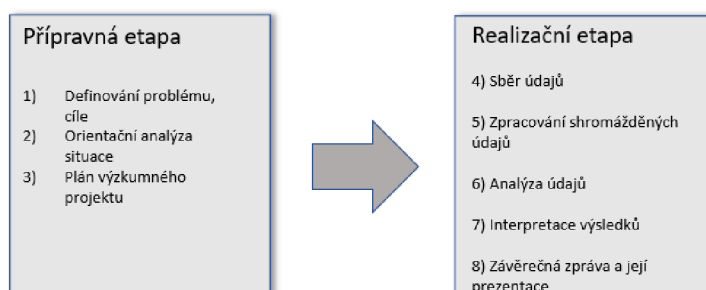 Přípravná etapa
1) Definování problému,
cíle
2) Orientační analýza
situace
3) Plán výzkumného
projektu
Realizační etapa
4) Sběr údajů
5) Zpracování shromážděných
údajů
6) Analýza údajů
7) Interpretace výsledků
8) Závěrečná zpráva a její
prezentace